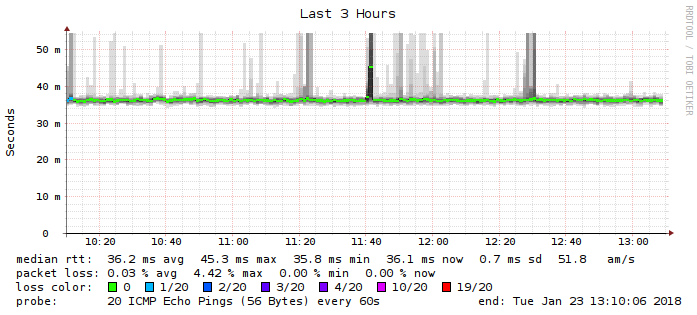 Last 3 Hours
RRDTOOL / TOBI OETIKER
Seconds
50 m
40 m
30 m
20 m
10 m
0
10:20 10:40 11:00 11:20 11:40 12:00 12:20 12:40 13:00
median rtt: 36.2 ms avg 45.3 ms max 35.8 ms min 36.1 ms now 0.7 ms sd 51.8 am/s
packet loss: 0.03 % avg 4.42 % max 0.00 % min 0.00 % now
loss color: 0 1/20 2/20 3/20 4/20 10/20 19/20
probe: 20 ICMP Echo Pings (56 Bytes) every 60s end: Tue Jan 23 13:10:06 2018